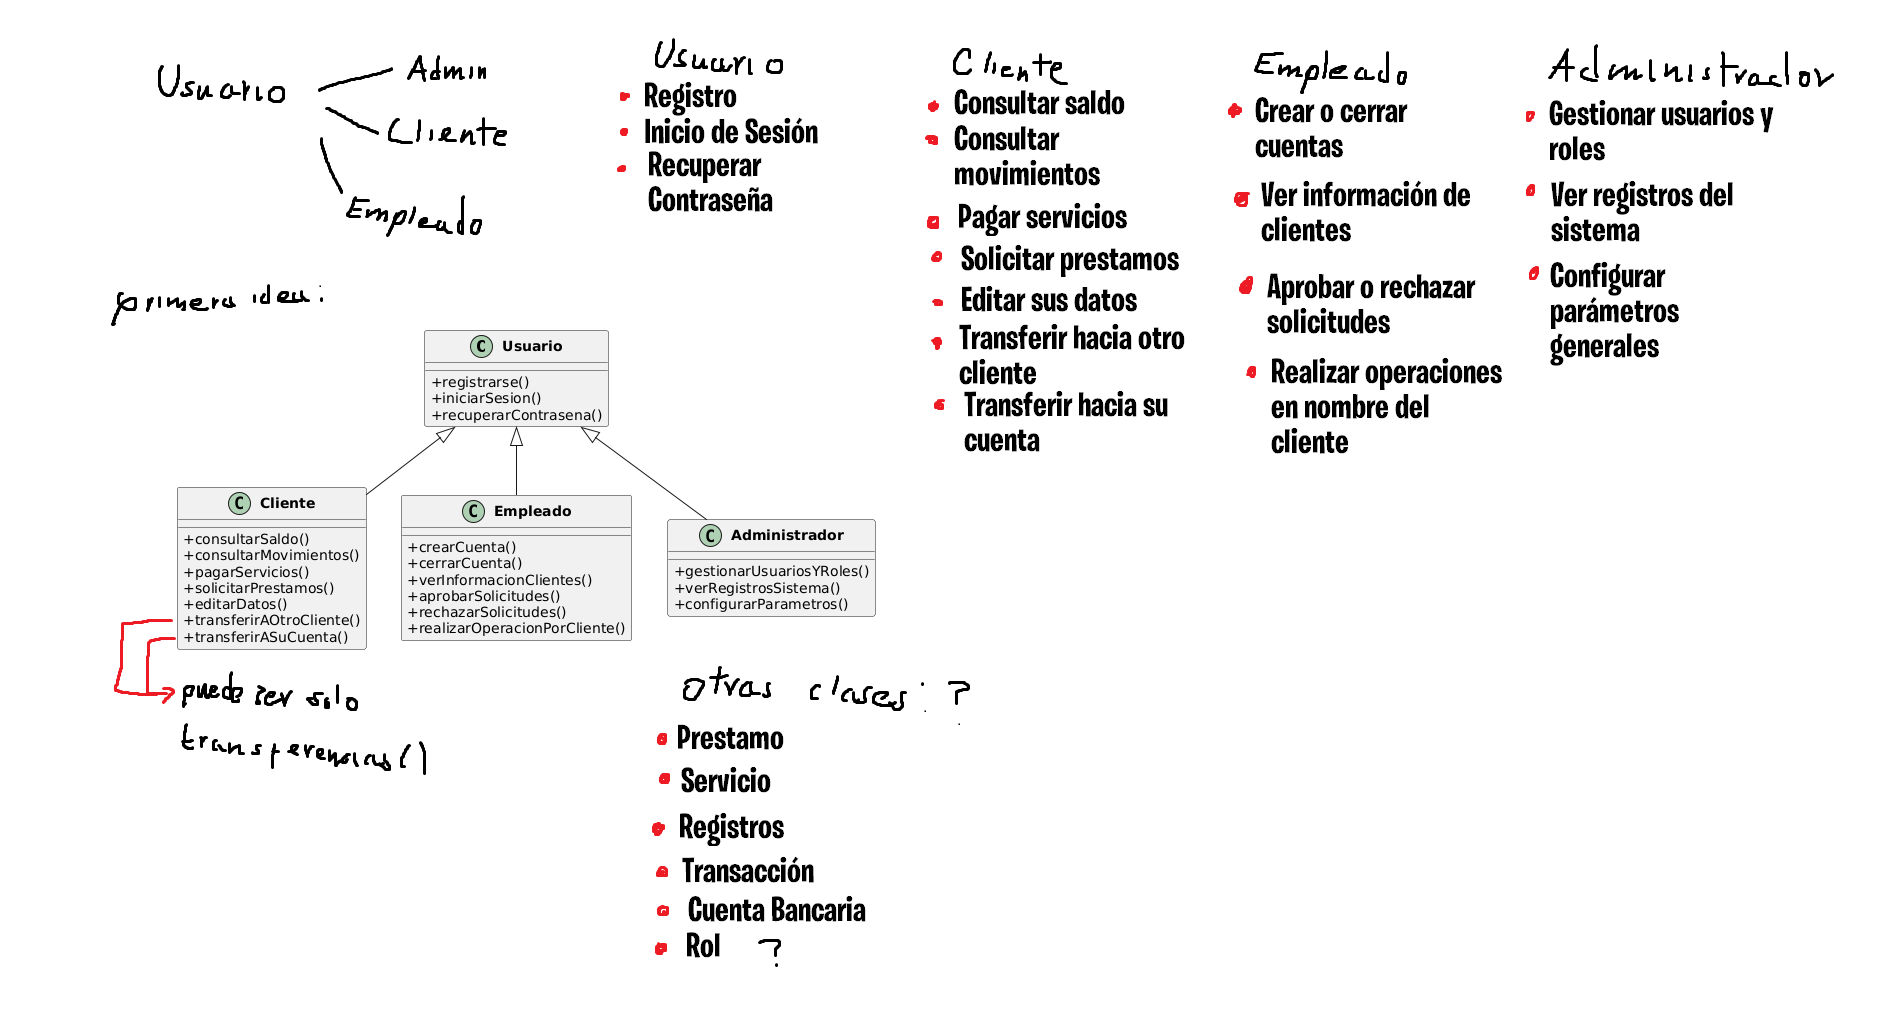 Usuario
Admin
Cliente
Empleado
Usuario
Registro
Inicio de Sesión
Recuperar
Contraseña
Cliente
Consultar saldo
Consultar
movimientos
Pagar servicios
Solicitar prestamos
Editar sus datos
Transferir hacia otro
cliente
Transferir hacia su
cuenta
Empleado
Crear o cerrar
cuentas
Ver información de
clientes
Aprobar o rechazar
solicitudes
Realizar operaciones
en nombre del
cliente
Administrador
Gestionar usuarios y
roles
Ver registros del
sistema
Configurar
parámetros
generales
primera idea:
C Usuario
+registrarse()
+iniciarSesion()
+recuperarContrasena()
C Cliente
+consultarSaldo()
+consultarMovimientos()
+pagarServicios()
+solicitarPrestamos()
+editarDatos()
+transferirAOtroCliente()
+transferirASuCuenta()
C Empleado
+crearCuenta()
+cerrarCuenta()
+verInformacionClientes()
+aprobarSolicitudes()
+rechazarSolicitudes()
+realizarOperacionPorCliente()
C Administrador
+gestionarUsuariosYRoles()
+verRegistrosSistema()
+configurarParametros()
puede ser solo
transferencias()
otras clases: ?
Prestamo
Servicio
Registros
Transacción
Cuenta Bancaria
Rol ?